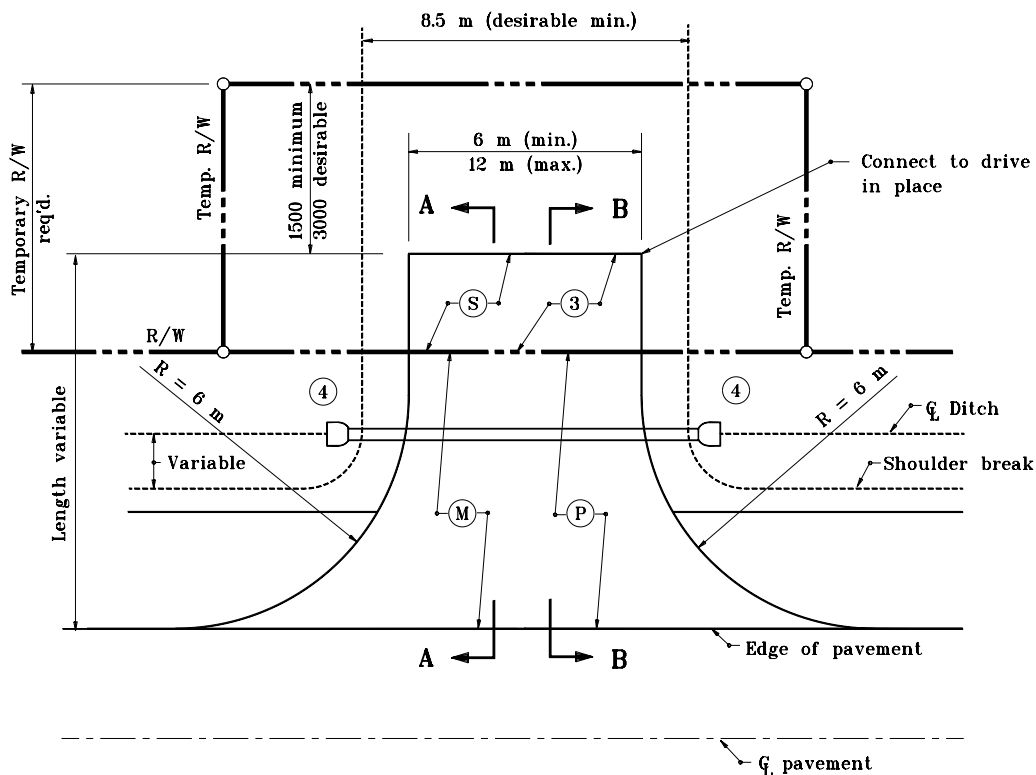 8.5 m (desirable min.)
6 m (min.)
12 m (max.)
Connect to drive
in place
Temporary R/W
req'd.
Temp. R/W
1500 minimum
3000 desirable
A
B
Temp. R/W
S
3
R/W
R = 6 m
4
4
R = 6 m
℄ Ditch
Variable
Shoulder break
Length variable
M
P
A
B
Edge of pavement
℄ pavement